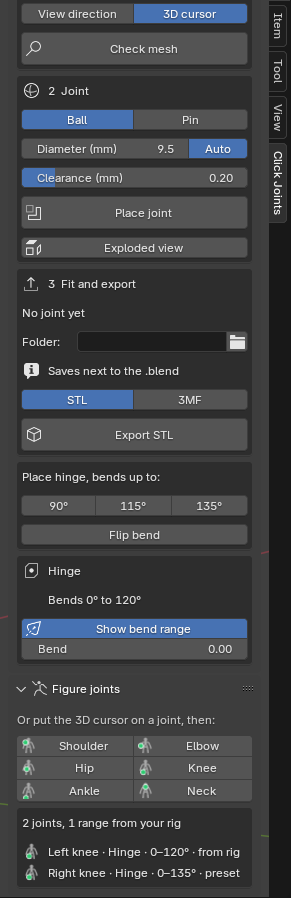 View direction 3D cursor
Check mesh
2 Joint
Ball Pin
Diameter (mm) 9.5 Auto
Clearance (mm) 0.20
Place joint
Exploded view
3 Fit and export
No joint yet
Folder:
Saves next to the .blend
STL 3MF
Export STL
Place hinge, bends up to:
90° 115° 135°
Flip bend
Hinge
Bends 0° to 120°
Show bend range
Bend 0.00
Figure joints
Or put the 3D cursor on a joint, then:
Shoulder Elbow
Hip Knee
Ankle Neck
2 joints, 1 range from your rig
Left knee · Hinge · 0–120° · from rig
Right knee · Hinge · 0–135° · preset
Item
Tool
View
Click Joints